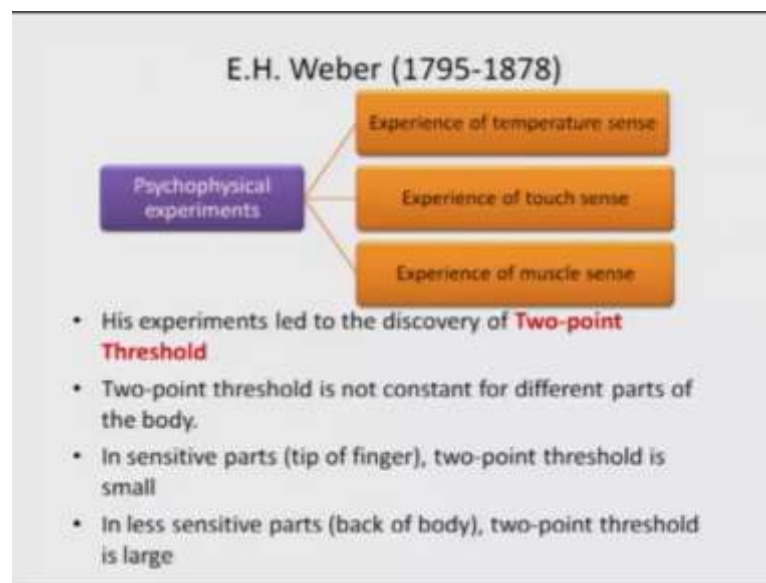 E.H. Weber (1795-1878)
Experience of temperature sense
Psychophysical
experiments
Experience of touch sense
Experience of muscle sense
• His experiments led to the discovery of Two-point
Threshold
• Two-point threshold is not constant for different parts of
the body.
• In sensitive parts (tip of finger), two-point threshold is
small
• In less sensitive parts (back of body), two-point threshold
is large